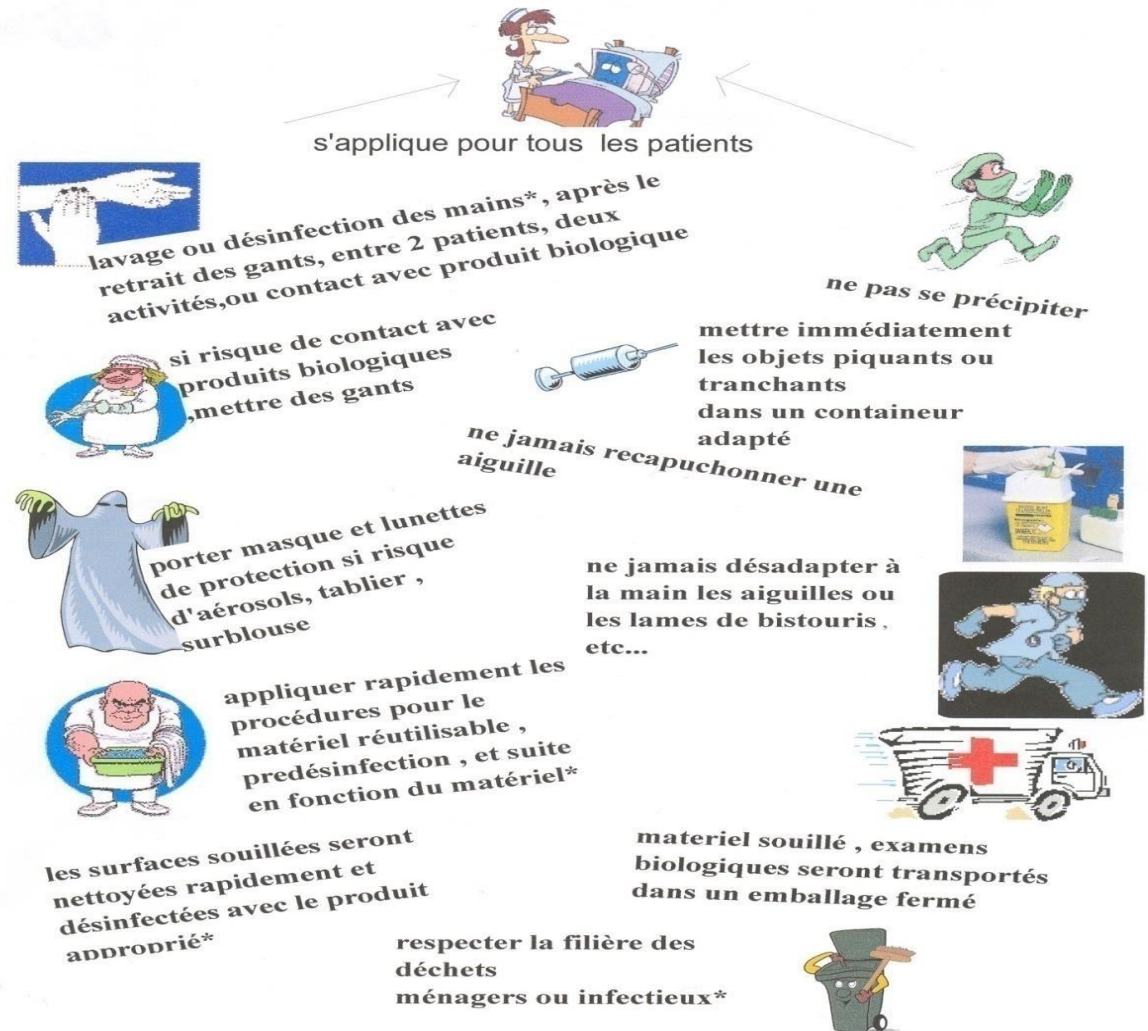 s'applique pour tous les patients
lavage ou désinfection des mains*, après le
retrait des gants, entre 2 patients, deux
activités,ou contact avec produit biologique
ne pas se précipiter
si risque de contact avec
produits biologiques
,mettre des gants
mettre immédiatement
les objets piquants ou
tranchants
dans un containeur
adapté
ne jamais recapuchonner une
aiguille
porter masque et lunettes
de protection si risque
d'aérosols, tablier ,
surblouse
ne jamais désadapter à
la main les aiguilles ou
les lames de bistouris ,
etc...
appliquer rapidement les
procédures pour le
matériel réutilisable ,
predésinfection , et suite
en fonction du matériel*
les surfaces souillées seront
nettoyées rapidement et
désinfectées avec le produit
approprié*
materiel souillé , examens
biologiques seront transportés
dans un emballage fermé
respecter la filière des
déchets
ménagers ou infectieux*